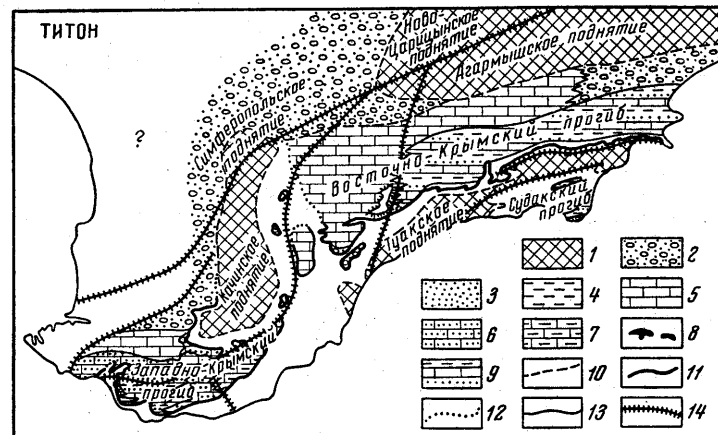 ТИТОН
Ново-
Царицынское
поднятие
Агармышское поднятие
Симферопольское
поднятие
?
Восточно-Крымский прогиб
Качинское
поднятие
Туакское
поднятие
Судакский
прогиб
Западно-Крымский
прогиб
1
2
3
4
5
6
7
8
9
10
11
12
13
14